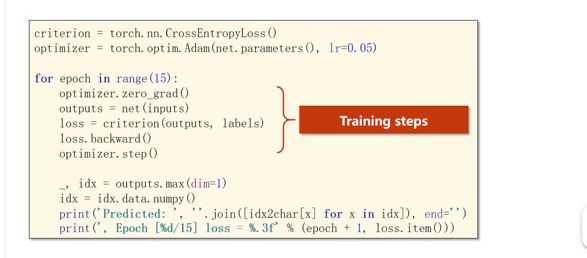 criterion = torch.nn.CrossEntropyLoss()
optimizer = torch.optim.Adam(net.parameters(), lr=0.05)
for epoch in range(15):
    optimizer.zero_grad()
    outputs = net(inputs)
    loss = criterion(outputs, labels)
    loss.backward()
    optimizer.step()
Training steps
    _, idx = outputs.max(dim=1)
    idx = idx.data.numpy()
    print('Predicted: ', ''.join([idx2char[x] for x in idx]), end='')
    print(', Epoch [%d/15] loss = %.3f' % (epoch + 1, loss.item()))